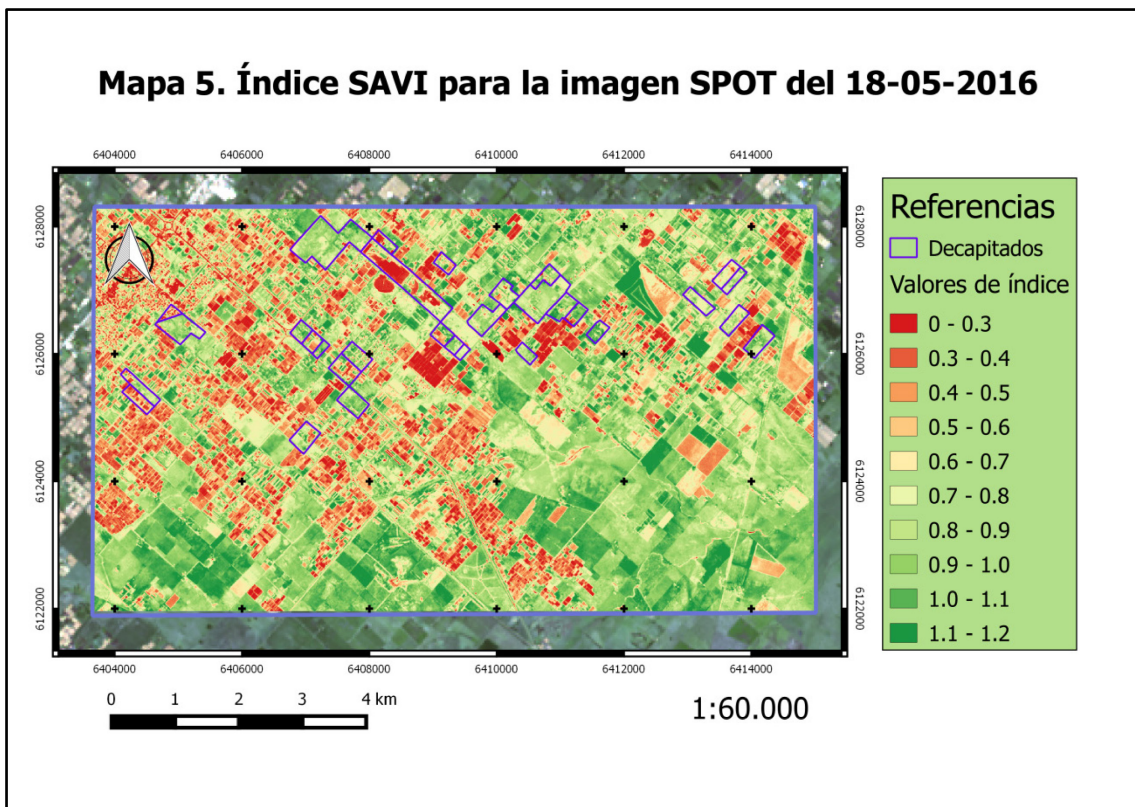 Mapa 5. Índice SAVI para la imagen SPOT del 18-05-2016
6404000 6406000 6408000 6410000 6412000 6414000
6128000 6128000
6126000 6126000
6124000 6124000
6122000 6122000
6404000 6406000 6408000 6410000 6412000 6414000
Referencias
Decapitados
Valores de índice
0 - 0.3
0.3 - 0.4
0.4 - 0.5
0.5 - 0.6
0.6 - 0.7
0.7 - 0.8
0.8 - 0.9
0.9 - 1.0
1.0 - 1.1
1.1 - 1.2
0 1 2 3 4 km
1:60.000